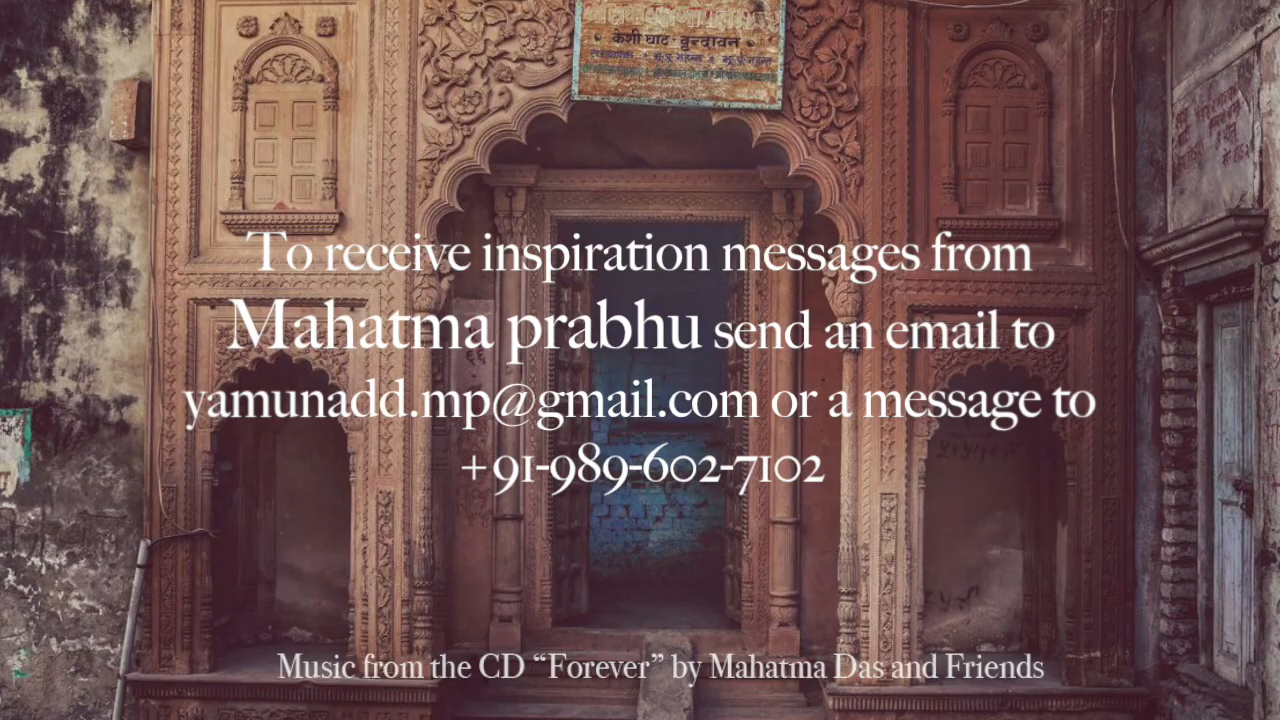 केशी घाट - वृन्दावन
To receive inspiration messages from
Mahatma prabhu send an email to
yamunadd.mp@gmail.com or a message to
+91-989-602-7102
Music from the CD “Forever” by Mahatma Das and Friends